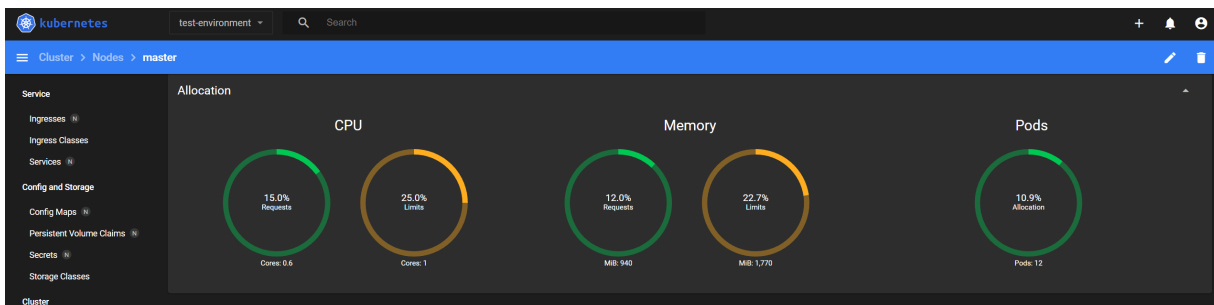 kubernetes
test-environment
Search
Cluster > Nodes > master
Service
Ingresses N
Ingress Classes
Services N
Config and Storage
Config Maps N
Persistent Volume Claims N
Secrets N
Storage Classes
Cluster
Allocation
CPU
15.0%
Requests
Cores: 0.6
25.0%
Limits
Cores: 1
Memory
12.0%
Requests
MiB: 940
22.7%
Limits
MiB: 1,770
Pods
10.9%
Allocation
Pods: 12